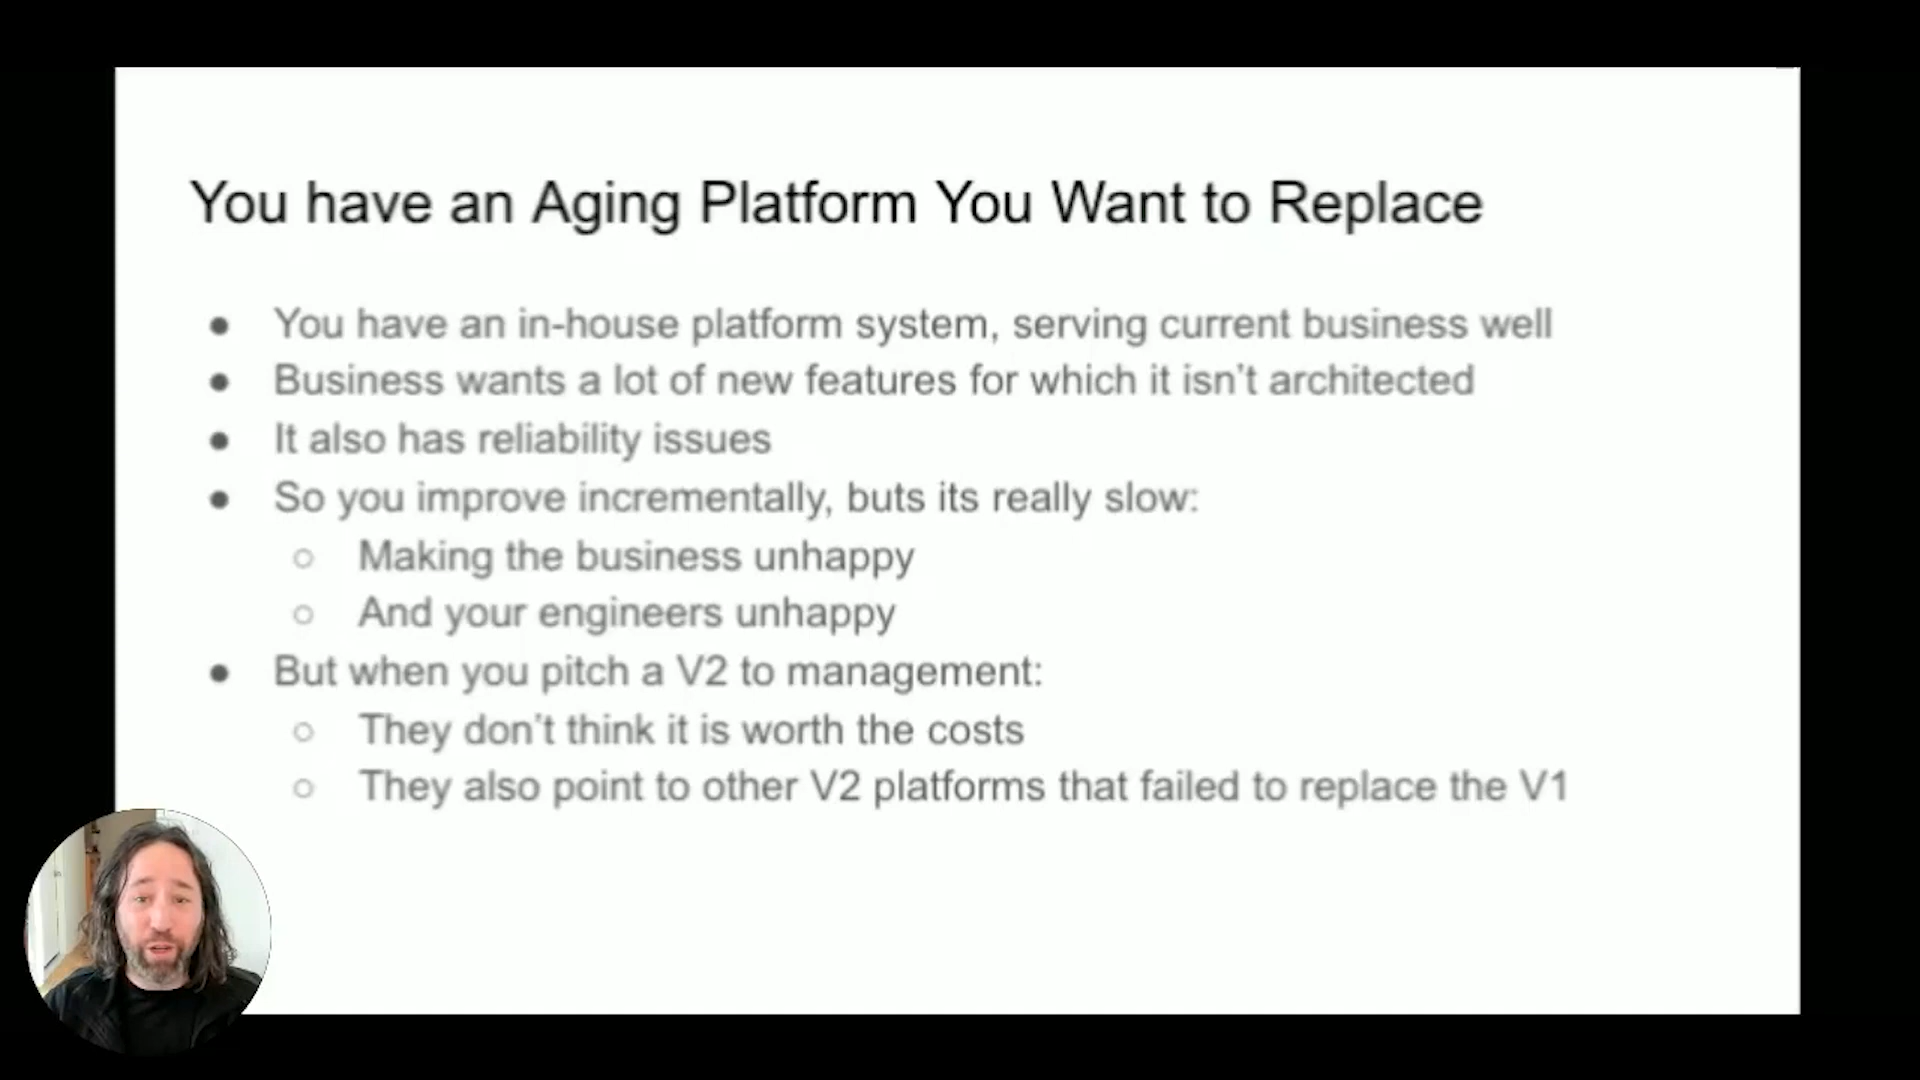 You have an Aging Platform You Want to Replace
● You have an in-house platform system, serving current business well
● Business wants a lot of new features for which it isn't architected
● It also has reliability issues
● So you improve incrementally, buts its really slow:
○ Making the business unhappy
○ And your engineers unhappy
● But when you pitch a V2 to management:
○ They don't think it is worth the costs
○ They also point to other V2 platforms that failed to replace the V1